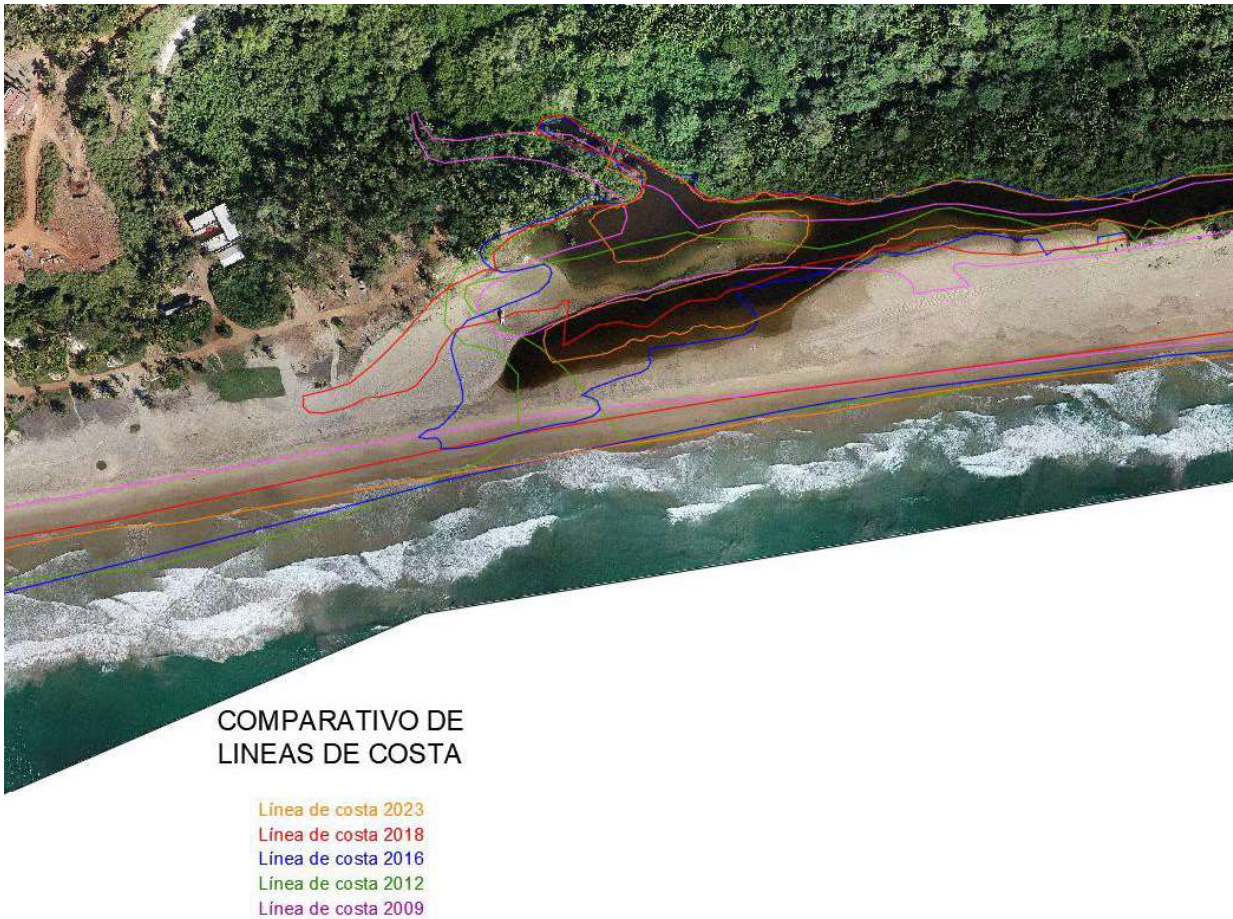 COMPARATIVO DE
LINEAS DE COSTA
Línea de costa 2023
Línea de costa 2018
Línea de costa 2016
Línea de costa 2012
Línea de costa 2009